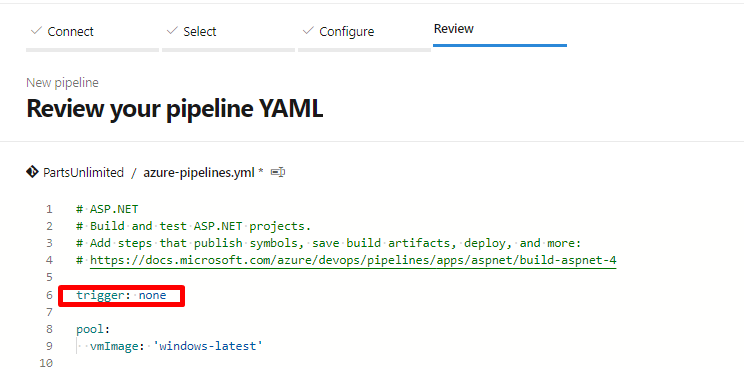 Connect Select Configure Review
New pipeline
Review your pipeline YAML
PartsUnlimited / azure-pipelines.yml *
1 # ASP.NET
2 # Build and test ASP.NET projects.
3 # Add steps that publish symbols, save build artifacts, deploy, and more:
4 # https://docs.microsoft.com/azure/devops/pipelines/apps/aspnet/build-aspnet-4
5
6 trigger: none
7
8 pool:
9   vmImage: 'windows-latest'
10